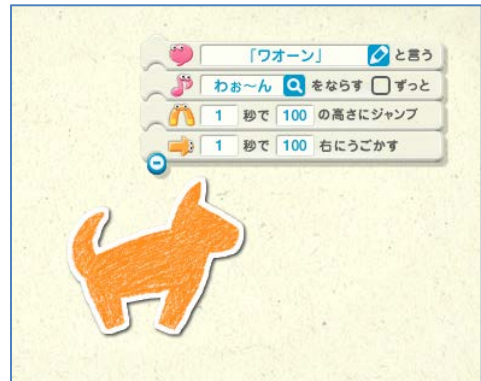 「ワオーン」 と言う
わぉ〜ん をならす ずっと
1 秒で 100 の高さにジャンプ
1 秒で 100 右にうごかす